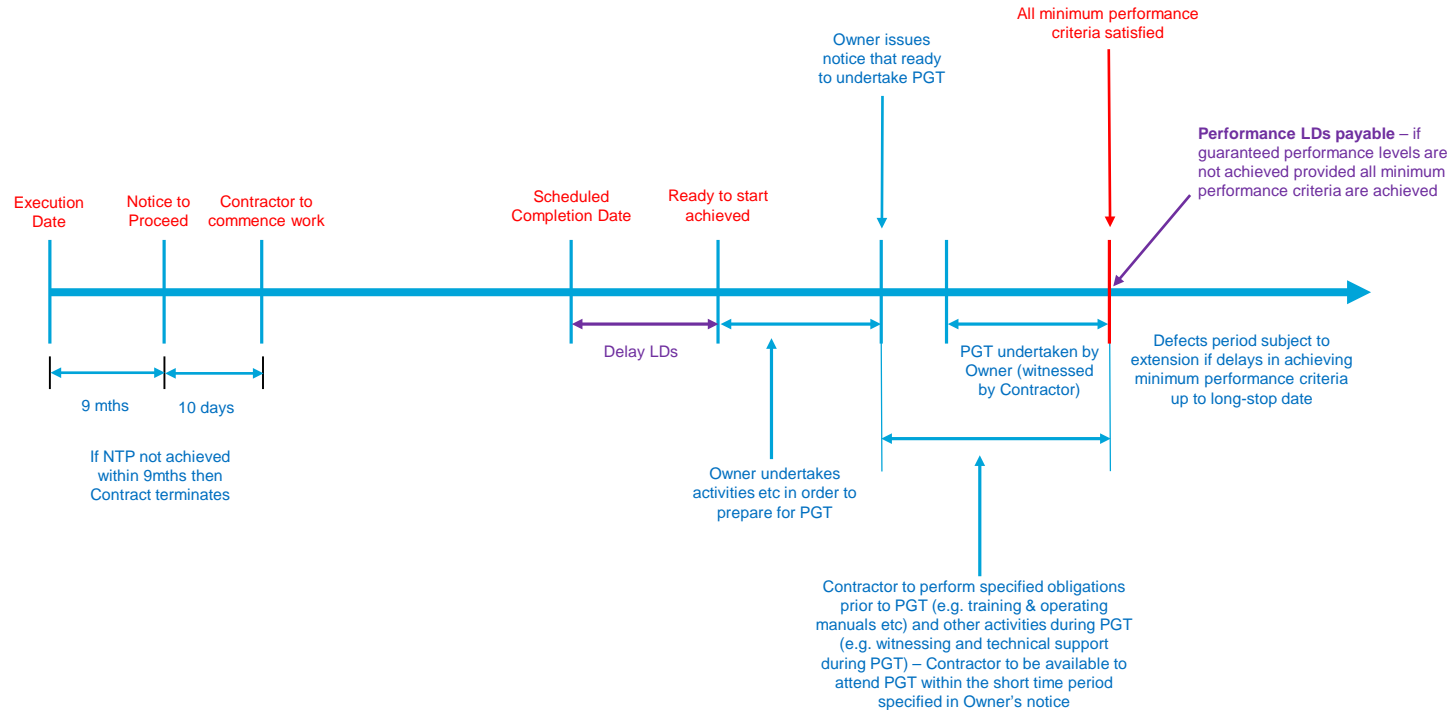 All minimum performance
criteria satisfied
Owner issues
notice that ready
to undertake PGT
Performance LDs payable – if
guaranteed performance levels are
not achieved provided all minimum
performance criteria are achieved
Execution
Date
Notice to
Proceed
Contractor to
commence work
Scheduled
Completion Date
Ready to start
achieved
Delay LDs
PGT undertaken by
Owner (witnessed
by Contractor)
Defects period subject to
extension if delays in achieving
minimum performance criteria
up to long-stop date
9 mths
10 days
If NTP not achieved
within 9mths then
Contract terminates
Owner undertakes
activities etc in order to
prepare for PGT
Contractor to perform specified obligations
prior to PGT (e.g. training & operating
manuals etc) and other activities during PGT
(e.g. witnessing and technical support
during PGT) – Contractor to be available to
attend PGT within the short time period
specified in Owner's notice